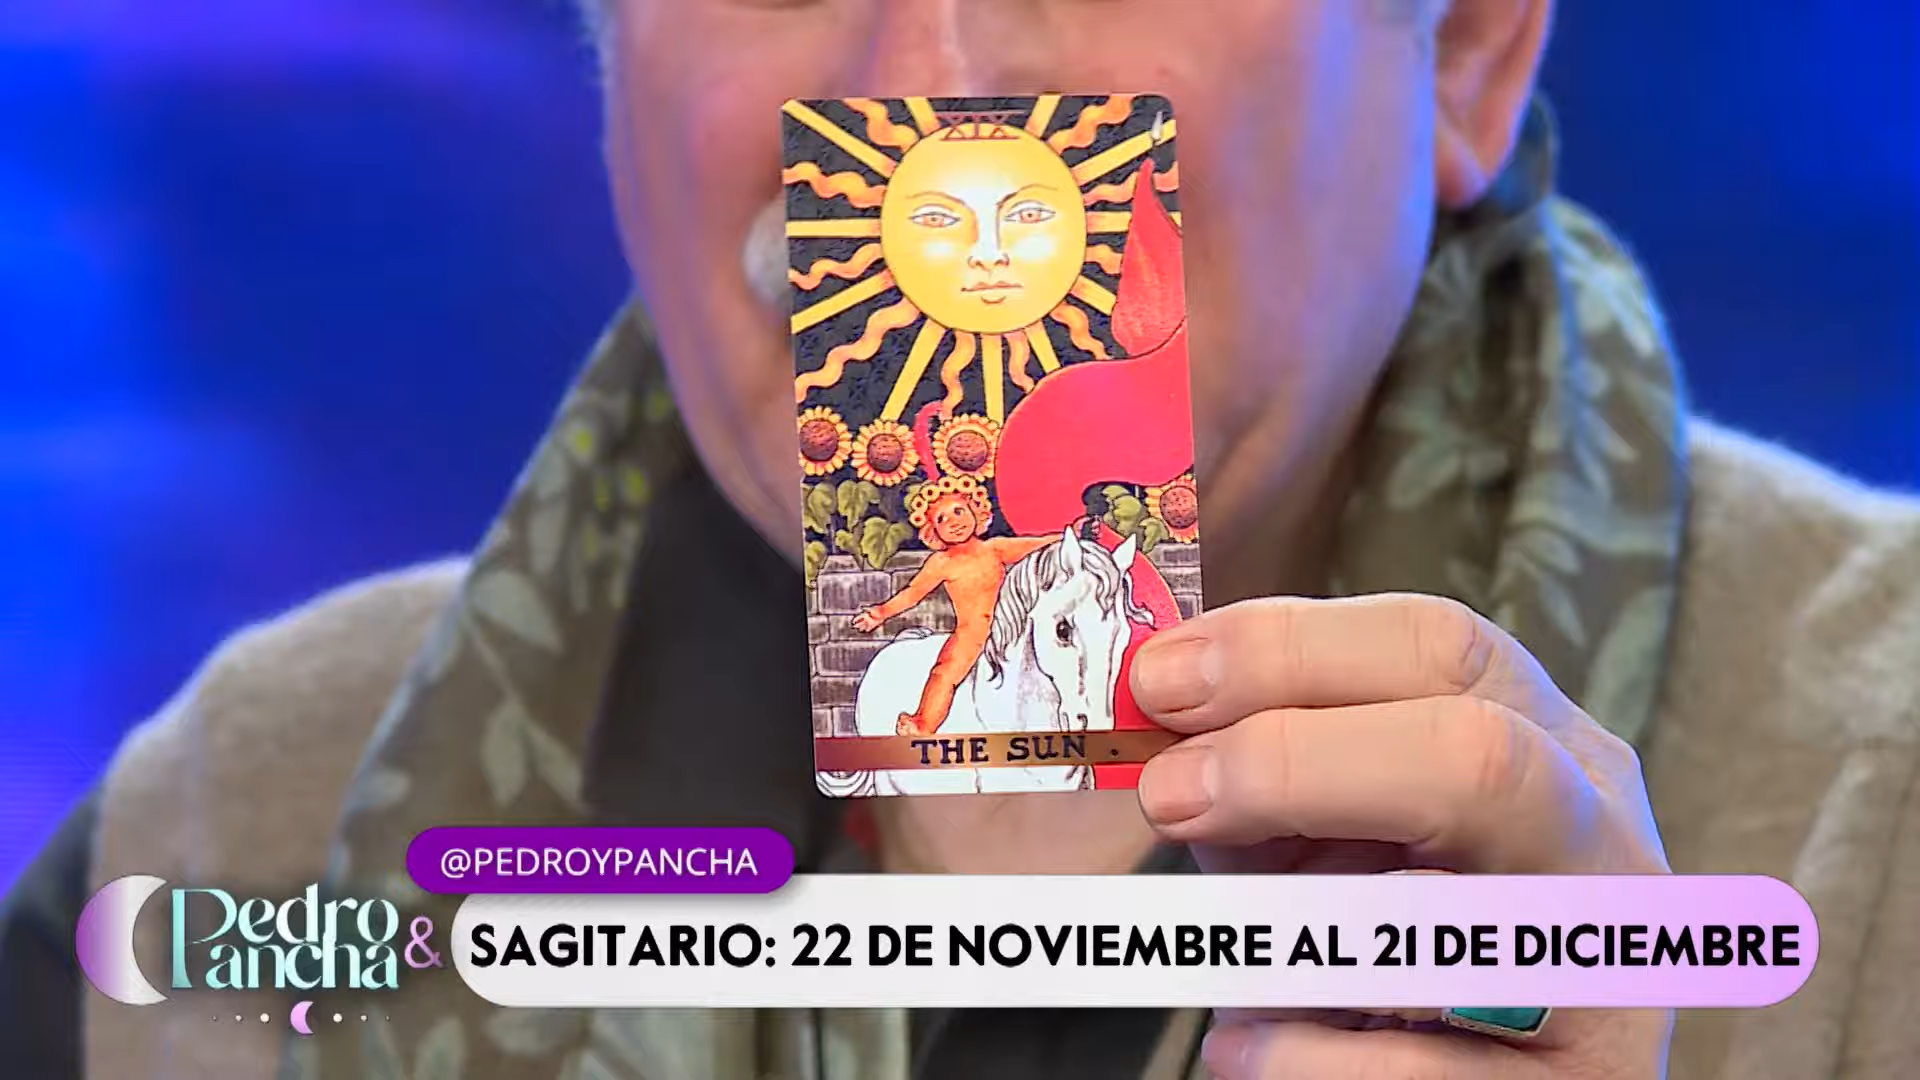 XIX
THE SUN .
@PEDROYPANCHA
Pedro
& Pancha
SAGITARIO: 22 DE NOVIEMBRE AL 21 DE DICIEMBRE